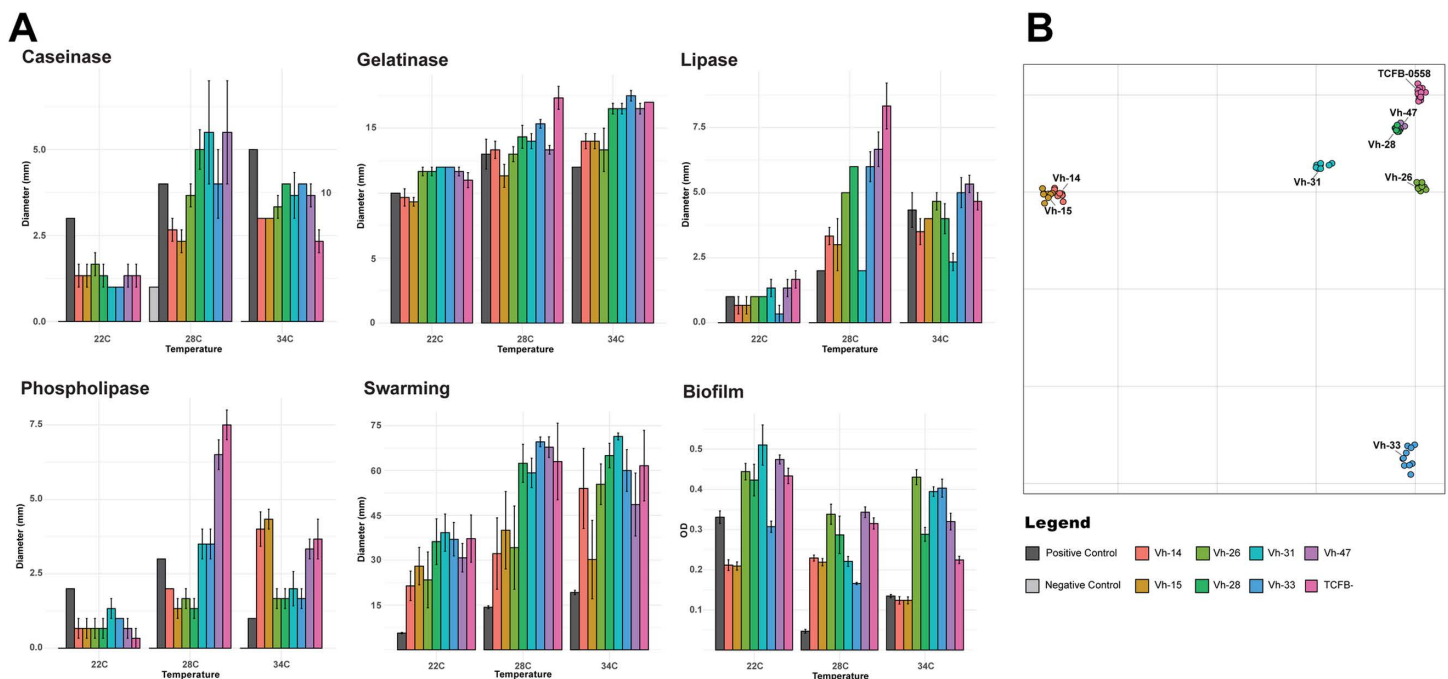 A
B
Caseinase
Gelatinase
Lipase
Diameter (mm)
5.0
2.5
0.0
10
22C
28C
34C
Temperature
Diameter (mm)
15
10
5
0
22C
28C
34C
Temperature
Diameter (mm)
7.5
5.0
2.5
0.0
22C
28C
34C
Temperature
TCFB-0558
Vh-47
Vh-28
Vh-31
Vh-26
Vh-14
Vh-15
Vh-33
Phospholipase
Swarming
Biofilm
Diameter (mm)
7.5
5.0
2.5
0.0
22C
28C
34C
Temperature
Diameter (mm)
75
60
45
30
15
22C
28C
34C
Temperature
OD
0.5
0.4
0.3
0.2
0.1
22C
28C
34C
Temperature
Legend
Positive Control
Vh-14
Vh-26
Vh-31
Vh-47
Negative Control
Vh-15
Vh-28
Vh-33
TCFB-